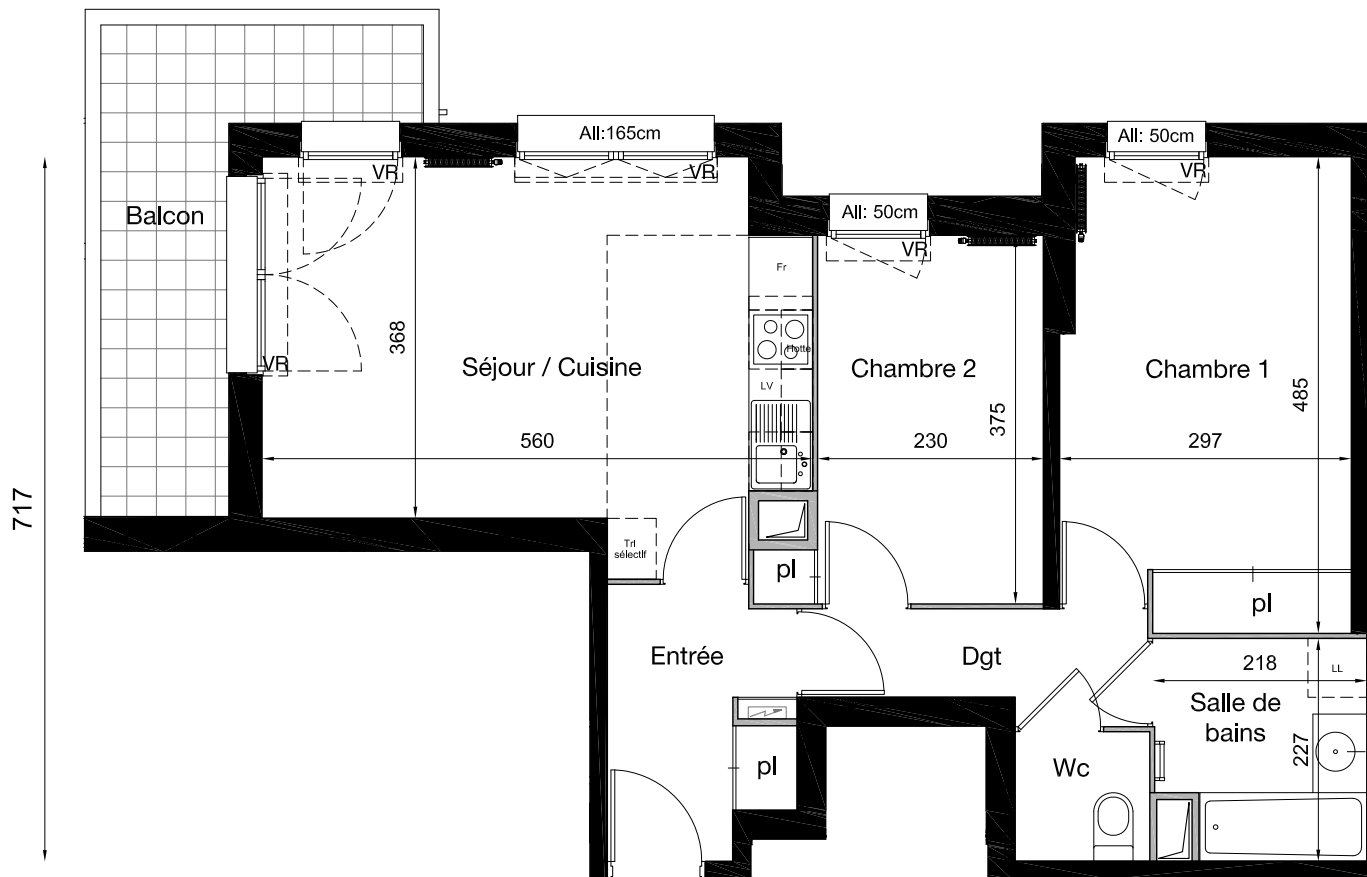 All:165cm
All: 50cm
VR
VR
VR
Balcon
All: 50cm
VR
Fr
VR
368
Hotte
Séjour / Cuisine
LV
Chambre 2
Chambre 1
375
485
560
230
297
717
Tri
sélectif
pl
pl
Entrée
Dgt
218
LL
Salle de
bains
227
pl
Wc